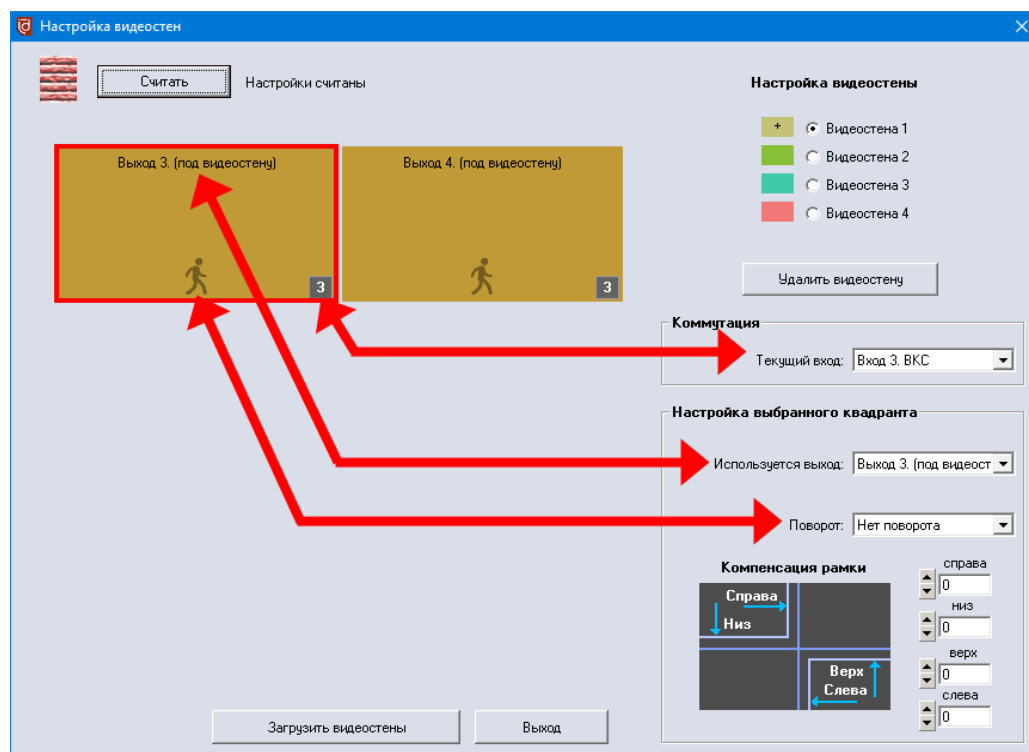 Настройка видеостен
Считать
Настройки считаны
Настройка видеостены
+ Видеостена 1
Видеостена 2
Видеостена 3
Видеостена 4
Удалить видеостену
Выход 3. (под видеостену)
3
Выход 4. (под видеостену)
3
Коммутация
Текущий вход: Вход 3. ВКС
Настройка выбранного квадранта
Используется выход: Выход 3. (под видеост
Поворот: Нет поворота
Компенсация рамки
Справа
Низ
Верх
Слева
справа
0
низ
0
верх
0
слева
0
Загрузить видеостены
Выход